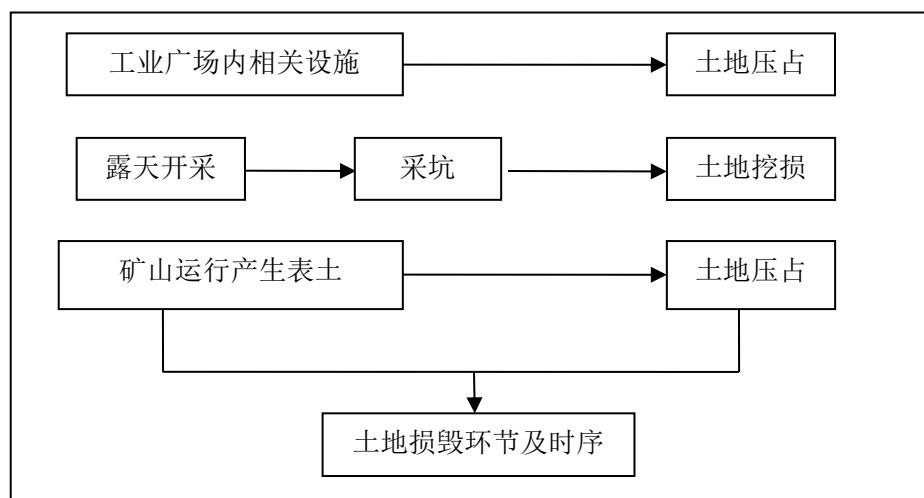 工业广场内相关设施
土地压占
露天开采
采坑
土地挖损
矿山运行产生表土
土地压占
土地损毁环节及时序